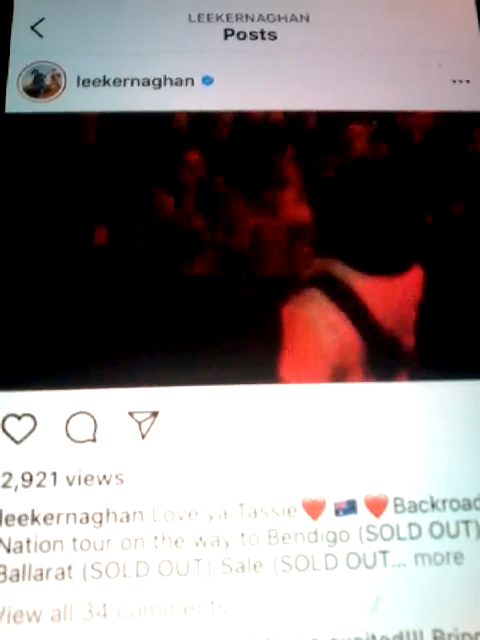 LEEKERNAGHAN
Posts
leekernaghan
2,921 views
leekernaghan Love ya Tassie❤️ 🇦🇺 ❤️Backroad
Nation tour on the way to Bendigo (SOLD OUT)
Ballarat (SOLD OUT) Sale (SOLD OUT... more
View all 34 comments